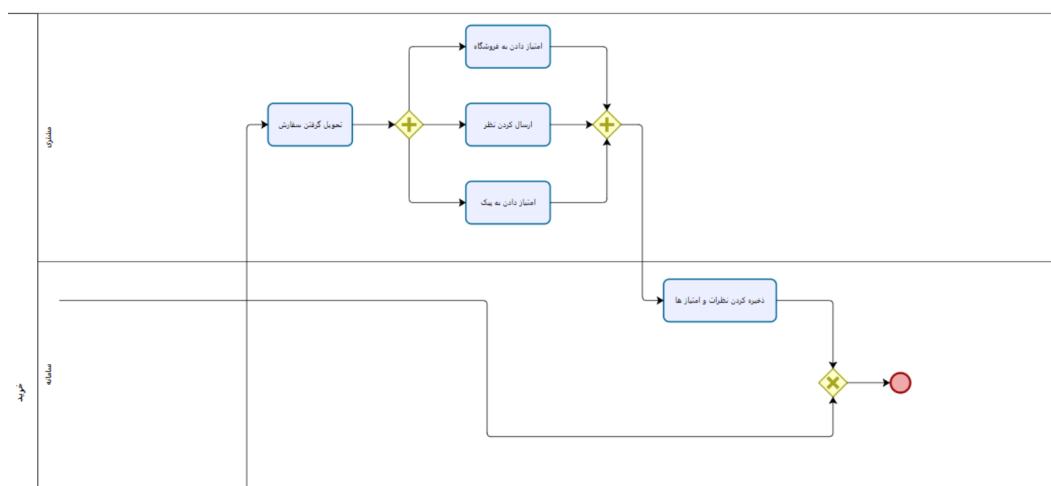 خرید
مشتری
امتیاز دادن به فروشگاه
تحویل گرفتن سفارش
ارسال کردن نظر
امتیاز دادن به پیک
سامانه
ذخیره کردن نظرات و امتیاز ها